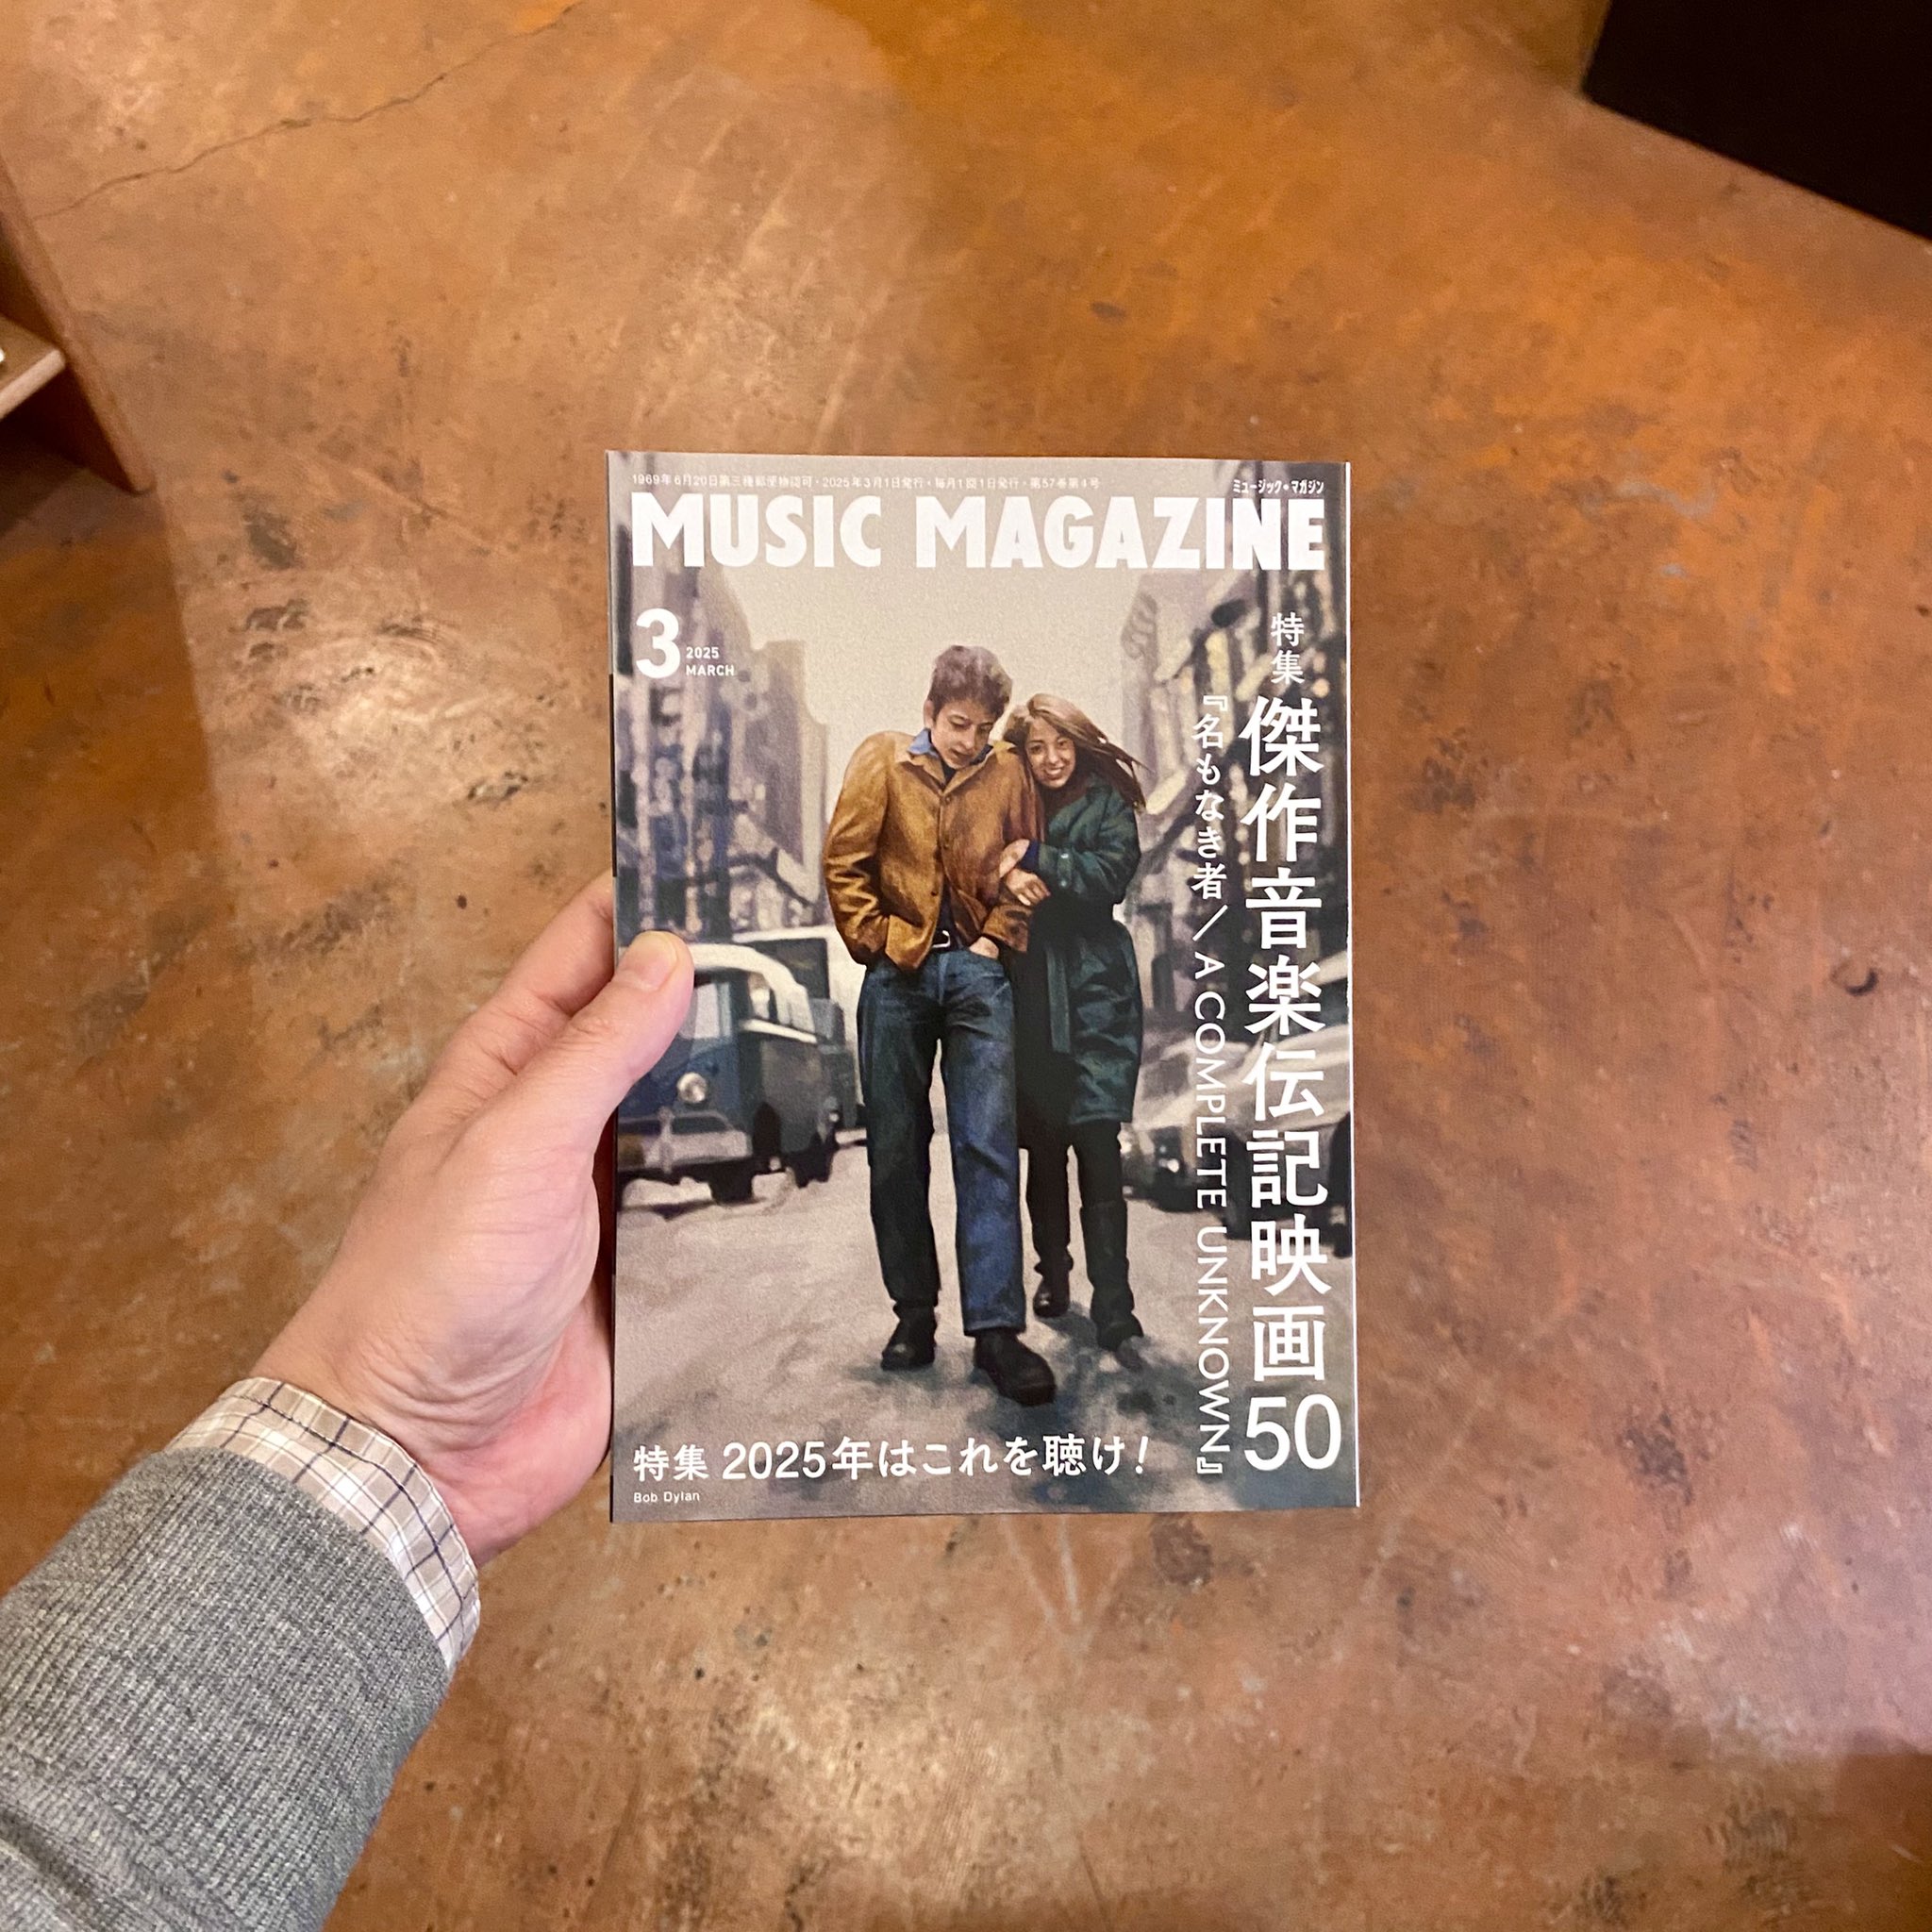 1969年6月20日第三種郵便物認可・2025年3月1日発行・毎月1回1日発行・第57巻第4号
ミュージック・マガジン
MUSIC MAGAZINE
3
2025
MARCH
特集
傑作音楽伝記映画50
『名もなき者／A COMPLETE UNKNOWN』
特集 2025年はこれを聴け！
Bob Dylan